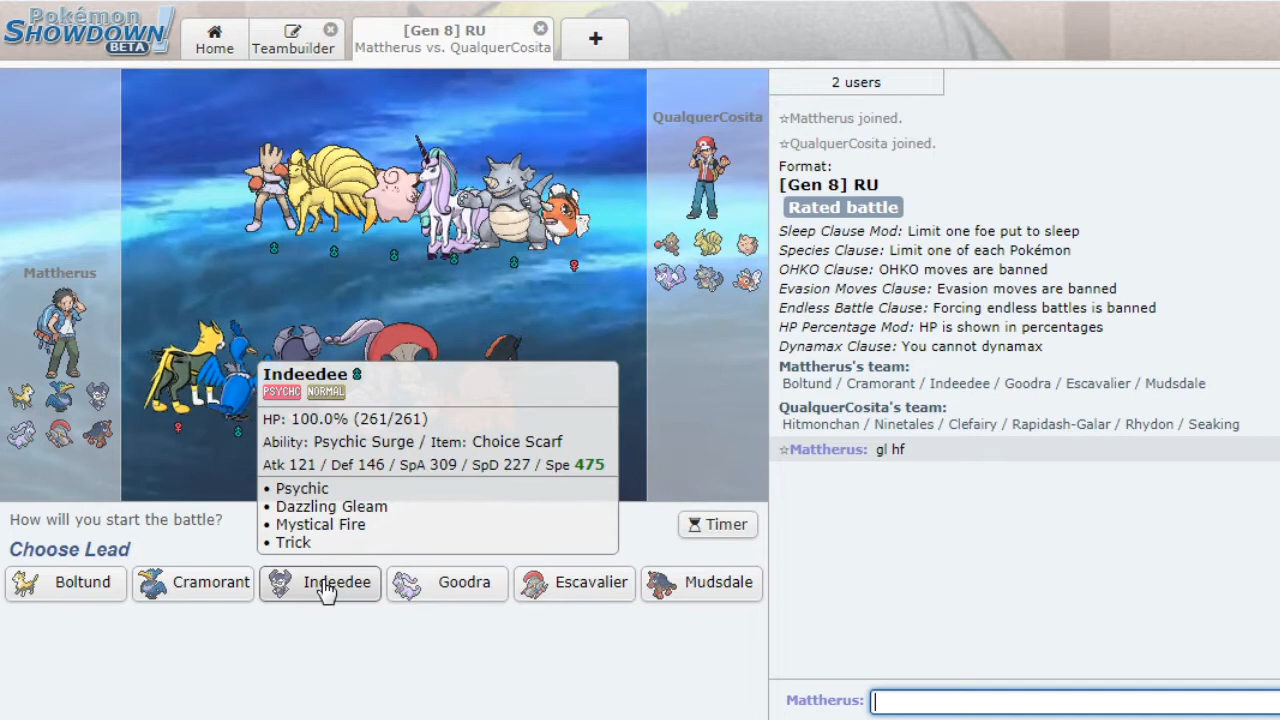 Pokémon
SHOWDOWN!
BETA
Home
Teambuilder
[Gen 8] RU
Mattherus vs. QualquerCosita
+
2 users
QualquerCosita
Mattherus
☆Mattherus joined.
☆QualquerCosita joined.
Format:
[Gen 8] RU
Rated battle
Sleep Clause Mod: Limit one foe put to sleep
Species Clause: Limit one of each Pokémon
OHKO Clause: OHKO moves are banned
Evasion Moves Clause: Evasion moves are banned
Endless Battle Clause: Forcing endless battles is banned
HP Percentage Mod: HP is shown in percentages
Dynamax Clause: You cannot dynamax
Mattherus's team:
Boltund / Cramorant / Indeedee / Goodra / Escavalier / Mudsdale
QualquerCosita's team:
Hitmonchan / Ninetales / Clefairy / Rapidash-Galar / Rhydon / Seaking
☆Mattherus: gl hf
Indeedee
PSYCHC NORMAL
HP: 100.0% (261/261)
Ability: Psychic Surge / Item: Choice Scarf
Atk 121 / Def 146 / SpA 309 / SpD 227 / Spe 475
• Psychic
• Dazzling Gleam
• Mystical Fire
• Trick
How will you start the battle?
Timer
Choose Lead
Boltund Cramorant Indeedee Goodra Escavalier Mudsdale
Mattherus: